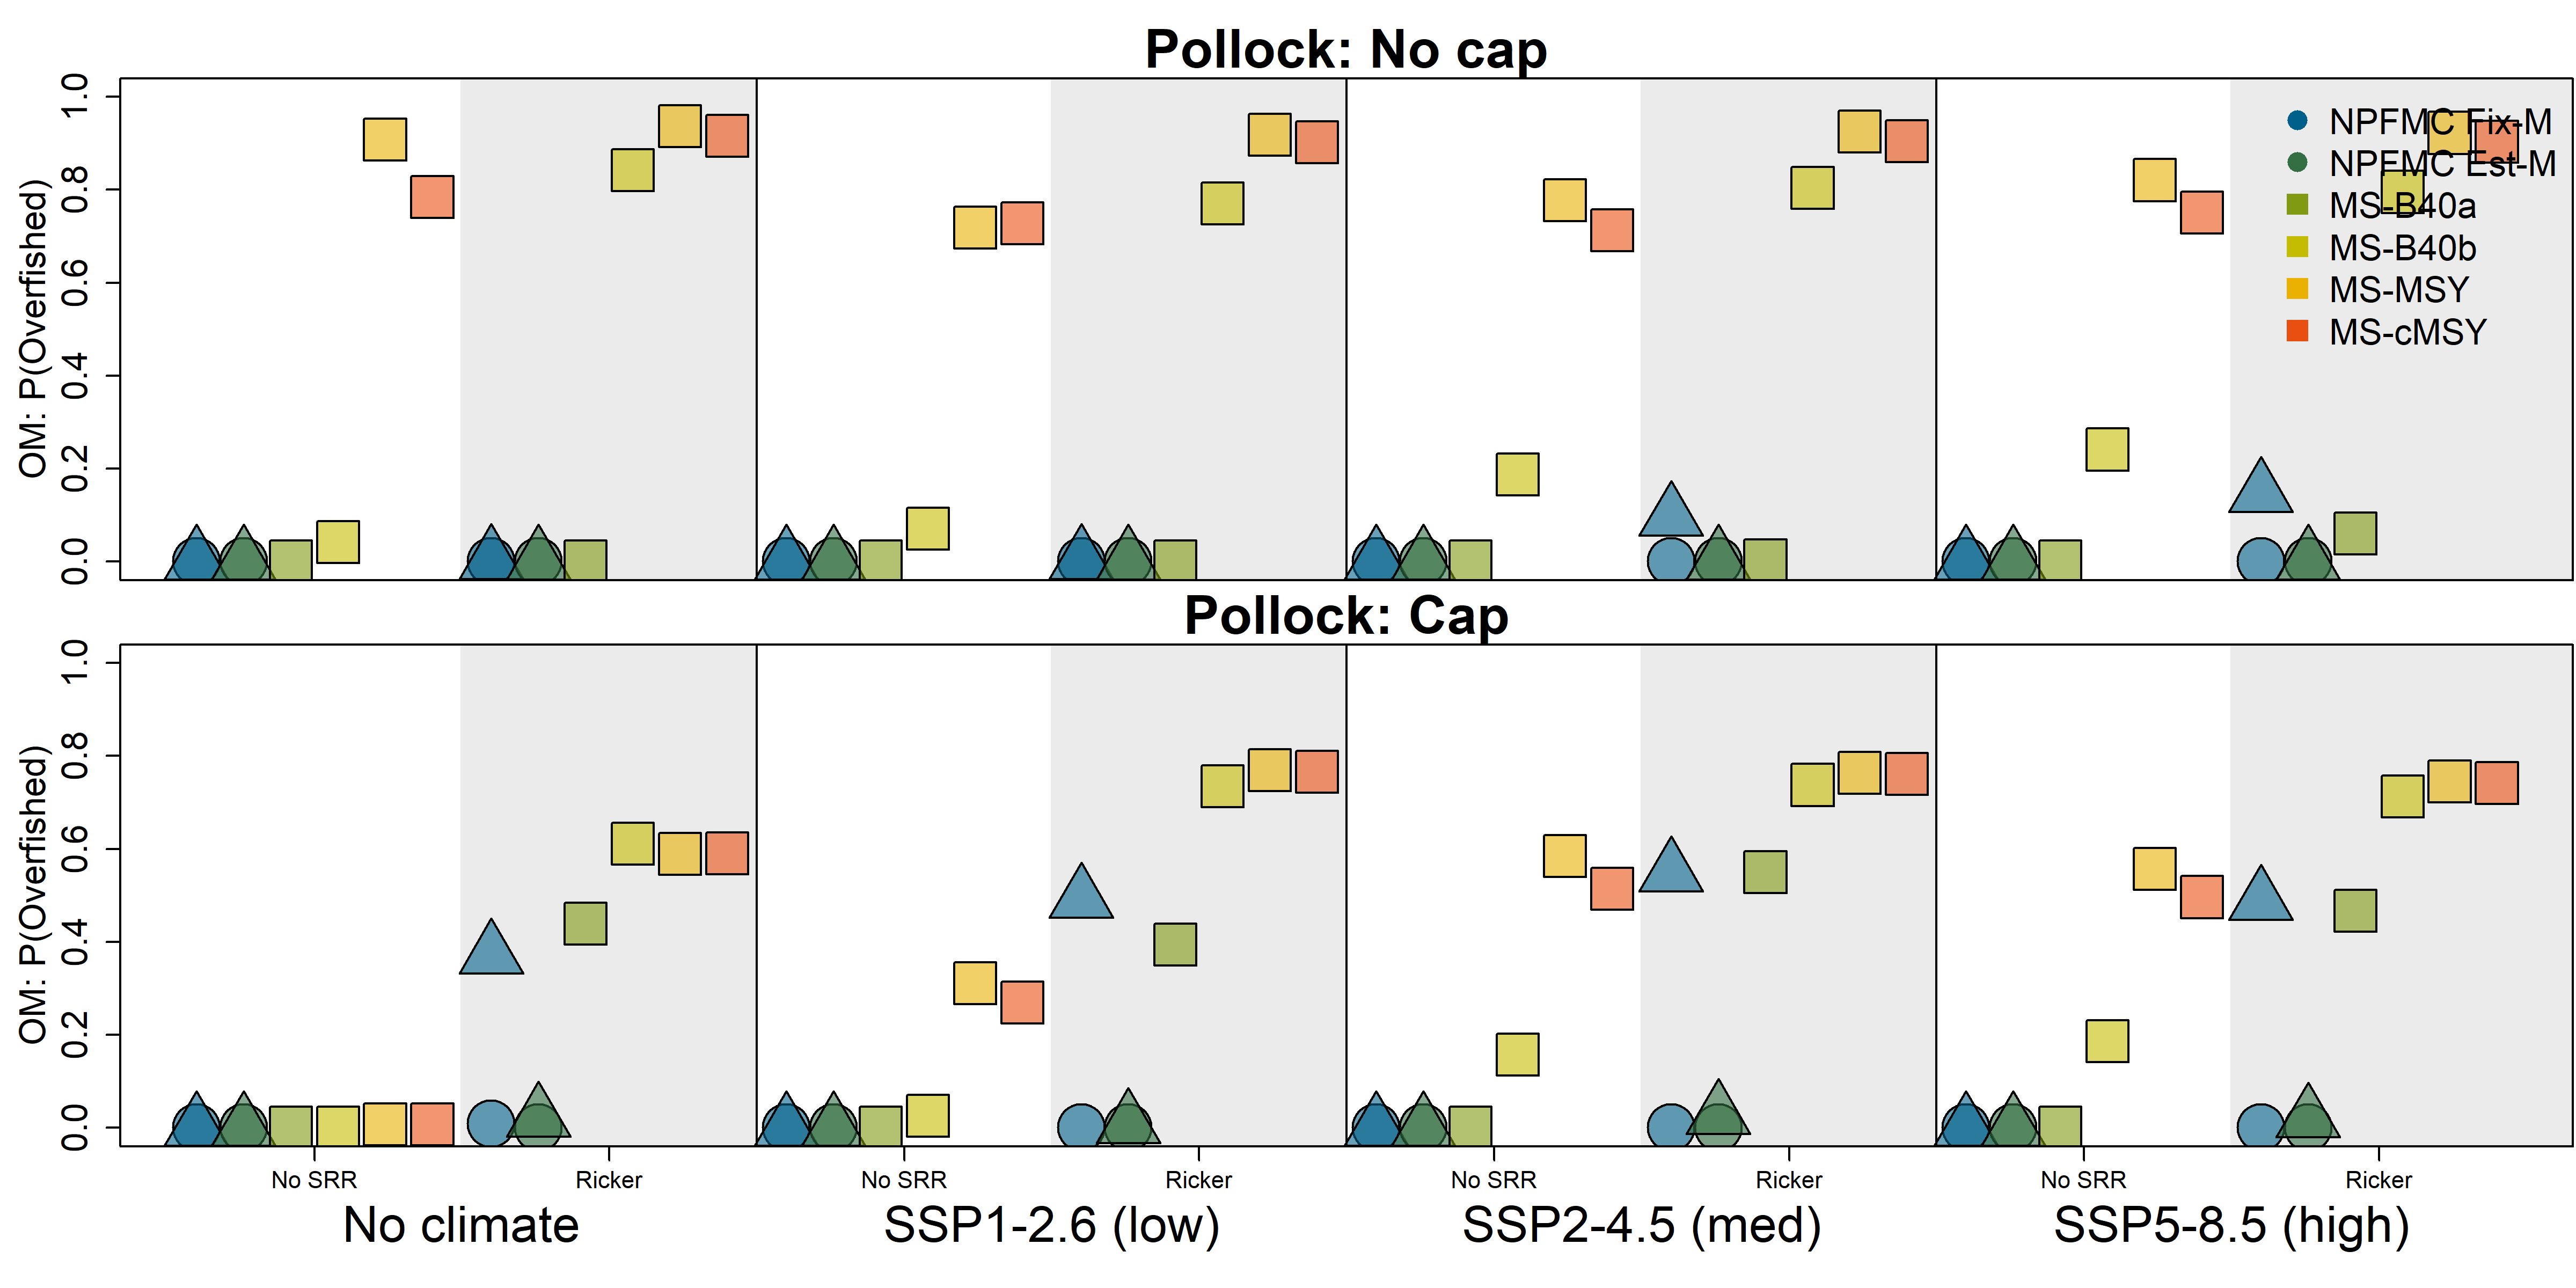 Pollock: No cap
OM: P(Overfished)
1.0
0.8
0.6
0.4
0.2
0.0
NPFMC Fix-M
NPFMC Est-M
MS-B40a
MS-B40b
MS-MSY
MS-cMSY
Pollock: Cap
OM: P(Overfished)
1.0
0.8
0.6
0.4
0.2
0.0
No SRR Ricker No SRR Ricker No SRR Ricker No SRR Ricker
No climate SSP1-2.6 (low) SSP2-4.5 (med) SSP5-8.5 (high)